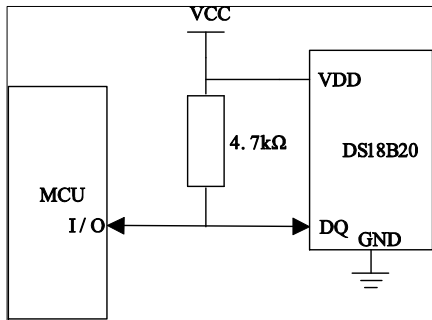 VCC
VDD
4.7kΩ
DS18B20
MCU
I/O
DQ
GND